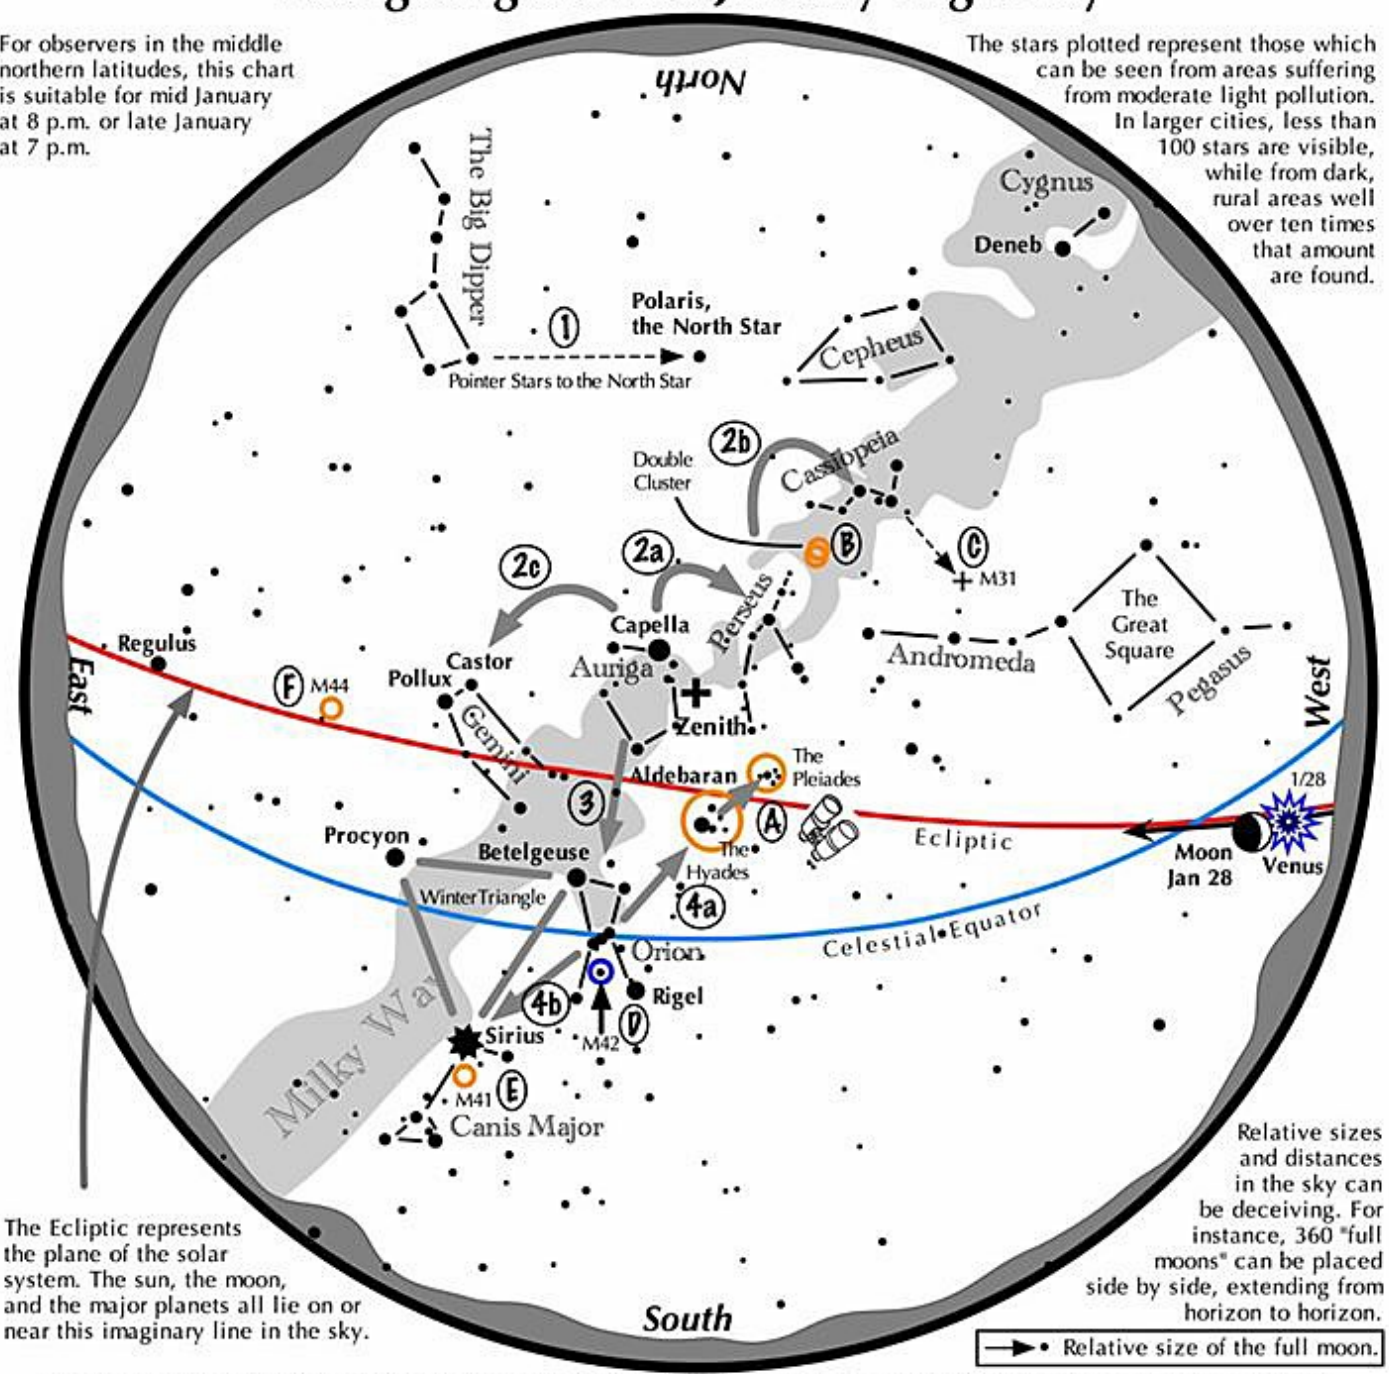 For observers in the middle
northern latitudes, this chart
is suitable for mid January
at 8 p.m. or late January
at 7 p.m.
The stars plotted represent those which
can be seen from areas suffering
from moderate light pollution.
In larger cities, less than
100 stars are visible,
while from dark,
rural areas well
over ten times
that amount
are found.
North
The Big Dipper
Cygnus
Deneb
1
Polaris,
the North Star
Pointer Stars to the North Star
Cepheus
2b
Double
Cluster
Cassiopeia
B
C
M31
2c
2a
Perseus
The
Great
Square
Pegasus
Andromeda
Capella
Auriga
Regulus
East
F
M44
Castor
Pollux
Gemini
Zenith
West
Aldebaran
The
Pleiades
3
A
The
Hyades
Ecliptic
1/28
Moon
Jan 28
Venus
Procyon
Betelgeuse
Winter Triangle
4a
Celestial Equator
Orion
Rigel
4b
D
M42
Milky Way
Sirius
M41
E
Canis Major
South
The Ecliptic represents
the plane of the solar
system. The sun, the moon,
and the major planets all lie on or
near this imaginary line in the sky.
Relative sizes
and distances
in the sky can
be deceiving. For
instance, 360 "full
moons" can be placed
side by side, extending from
horizon to horizon.
Relative size of the full moon.